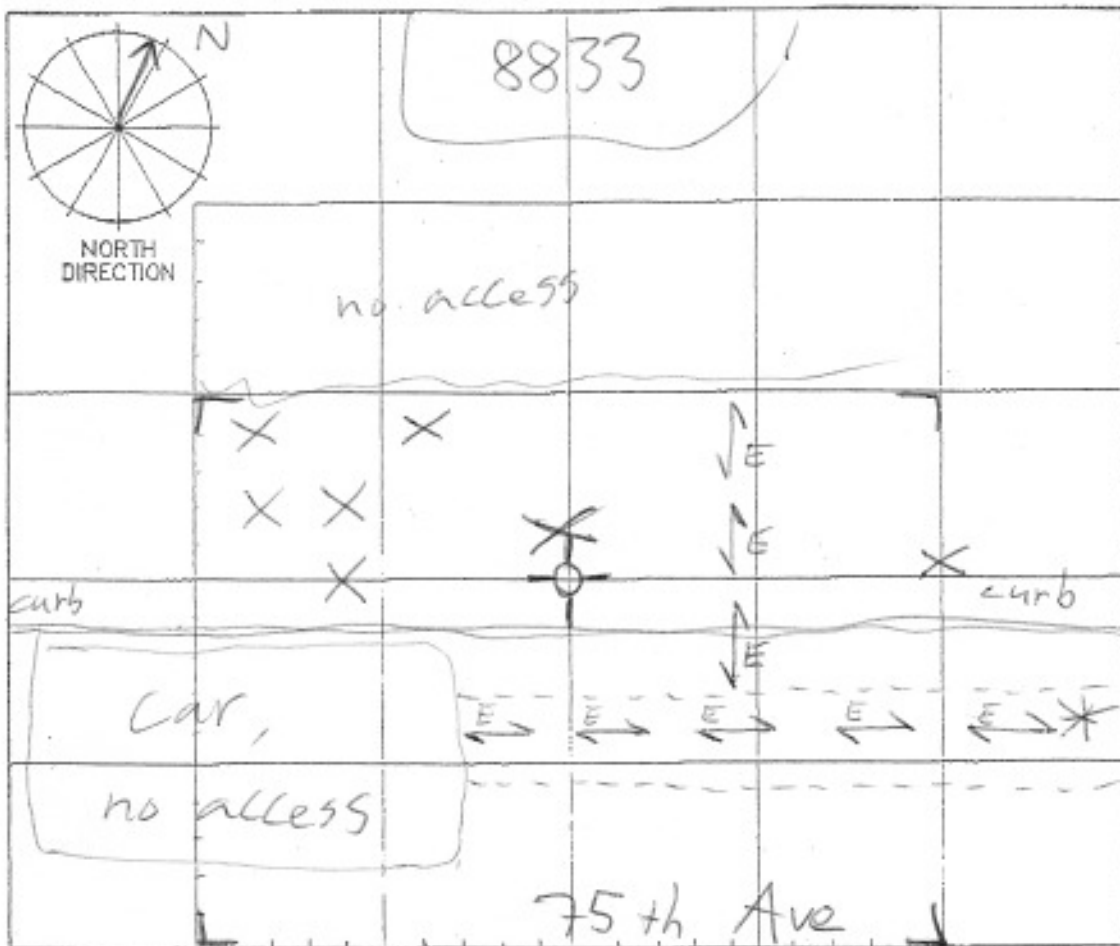 N
8833
NORTH
DIRECTION
no access
E
E
curb
curb
E
car,
E
E
E
E
E
no access
75th Ave